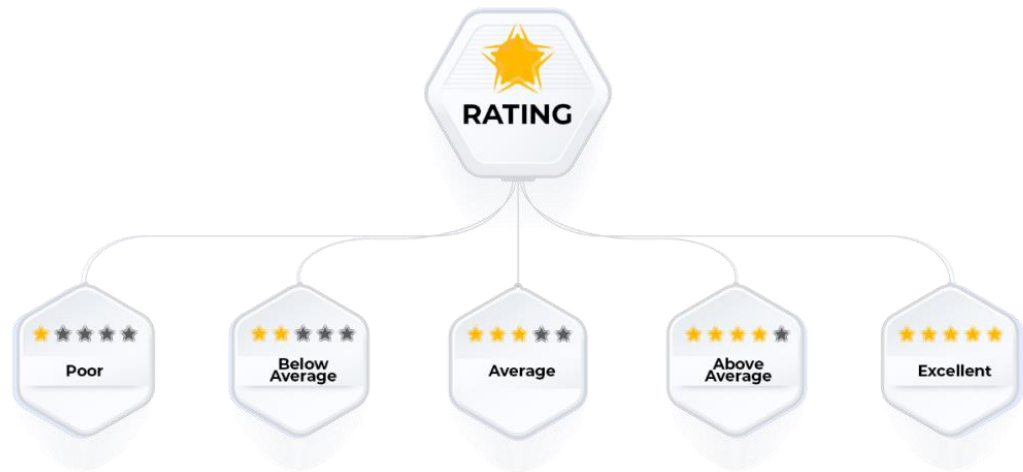 RATING
Poor
Below
Average
Average
Above
Average
Excellent